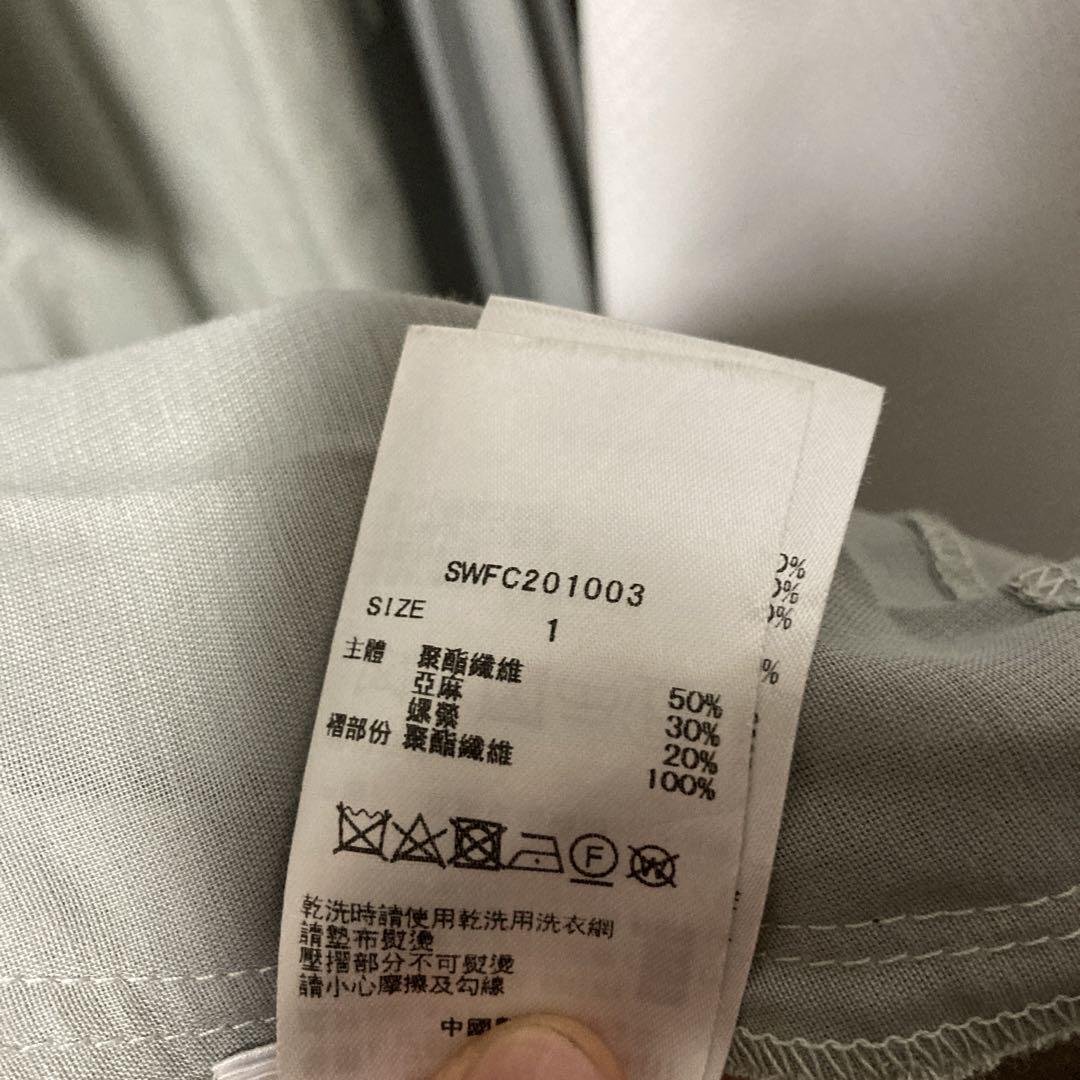 SWFC201003
SIZE 1
主體 聚酯纖維 50%
亞麻 30%
嫘縈 20%
褶部份 聚酯纖維 100%
F W
乾洗時請使用乾洗用洗衣網
請墊布熨燙
壓摺部分不可熨燙
請小心摩擦及勾線
中國